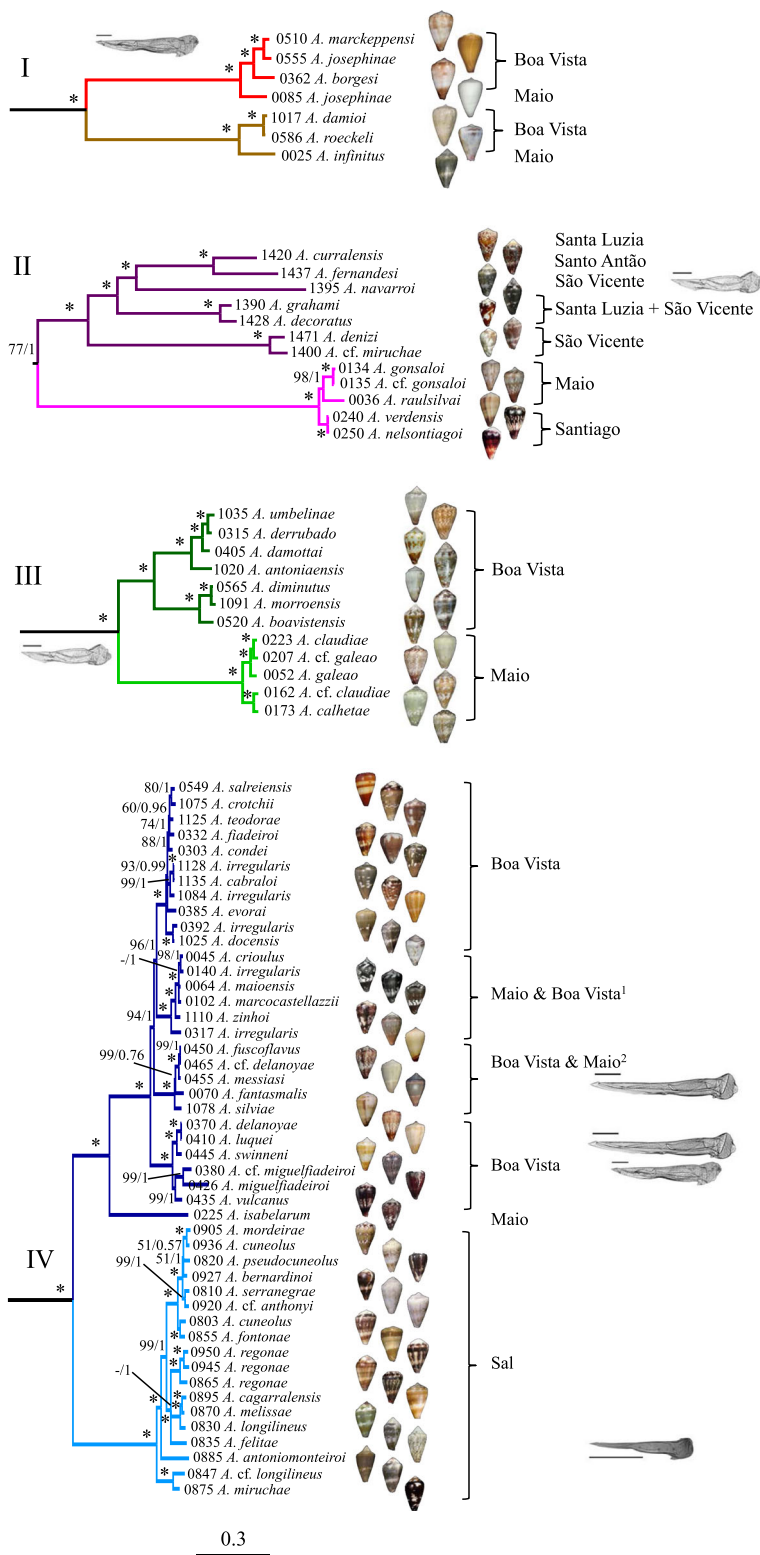 I
*
*
*
*
*
*
*
0510 A. marckeppensi
0555 A. josephinae
0362 A. borgesi
0085 A. josephinae
1017 A. damioi
0586 A. roeckeli
0025 A. infinitus
Boa Vista
Maio
Boa Vista
Maio
II
77/1
*
*
*
*
*
*
*
98/1
*
1420 A. curralensis
1437 A. fernandesi
1395 A. navarroi
1390 A. grahami
1428 A. decoratus
1471 A. denizi
1400 A. cf. miruchae
0134 A. gonsaloi
0135 A. cf. gonsaloi
0036 A. raulsilvai
0240 A. verdensis
0250 A. nelsontiagoi
Santa Luzia
Santo Antão
São Vicente
Santa Luzia + São Vicente
São Vicente
Maio
Santiago
III
*
*
*
*
*
*
*
*
*
*
*
1035 A. umbelinae
0315 A. derrubado
0405 A. damottai
1020 A. antoniaensis
0565 A. diminutus
1091 A. morroensis
0520 A. boavistensis
0223 A. claudiae
0207 A. cf. galeao
0052 A. galeao
0162 A. cf. claudiae
0173 A. calhetae
Boa Vista
Maio
IV
80/1
60/0.96
74/1
88/1
93/0.99
99/1
96/1
98/1
-/1
94/1
99/0.76
99/1
99/1
99/1
0549 A. salreiensis
1075 A. crotchii
1125 A. teodorae
0332 A. fiadeiroi
0303 A. condei
1128 A. irregularis
1135 A. cabraloi
1084 A. irregularis
0385 A. evorai
0392 A. irregularis
1025 A. docensis
0045 A. crioulus
0140 A. irregularis
0064 A. maioensis
0102 A. marcocastellazzii
1110 A. zinhoi
0317 A. irregularis
0450 A. fuscoflavus
0465 A. cf. delanoyae
0455 A. messiasi
0070 A. fantasmalis
1078 A. silviae
0370 A. delanoyae
0410 A. luquei
0445 A. swinneni
0380 A. cf. miguelfiadeiroi
0426 A. miguelfiadeiroi
0435 A. vulcanus
0225 A. isabelarum
Boa Vista
Maio & Boa Vista¹
Boa Vista & Maio²
Boa Vista
Maio
51/0.57
51/1
99/1
99/1
-/1
0905 A. mordeirae
0936 A. cuneolus
0820 A. pseudocuneolus
0927 A. bernardinoi
0810 A. serranegrae
0920 A. cf. anthonyi
0803 A. cuneolus
0855 A. fontonae
0950 A. regonae
0945 A. regonae
0865 A. regonae
0895 A. cagarralensis
0870 A. melissae
0830 A. longilineus
0835 A. felitae
0885 A. antoniomonteiroi
0847 A. cf. longilineus
0875 A. miruchae
Sal
0.3